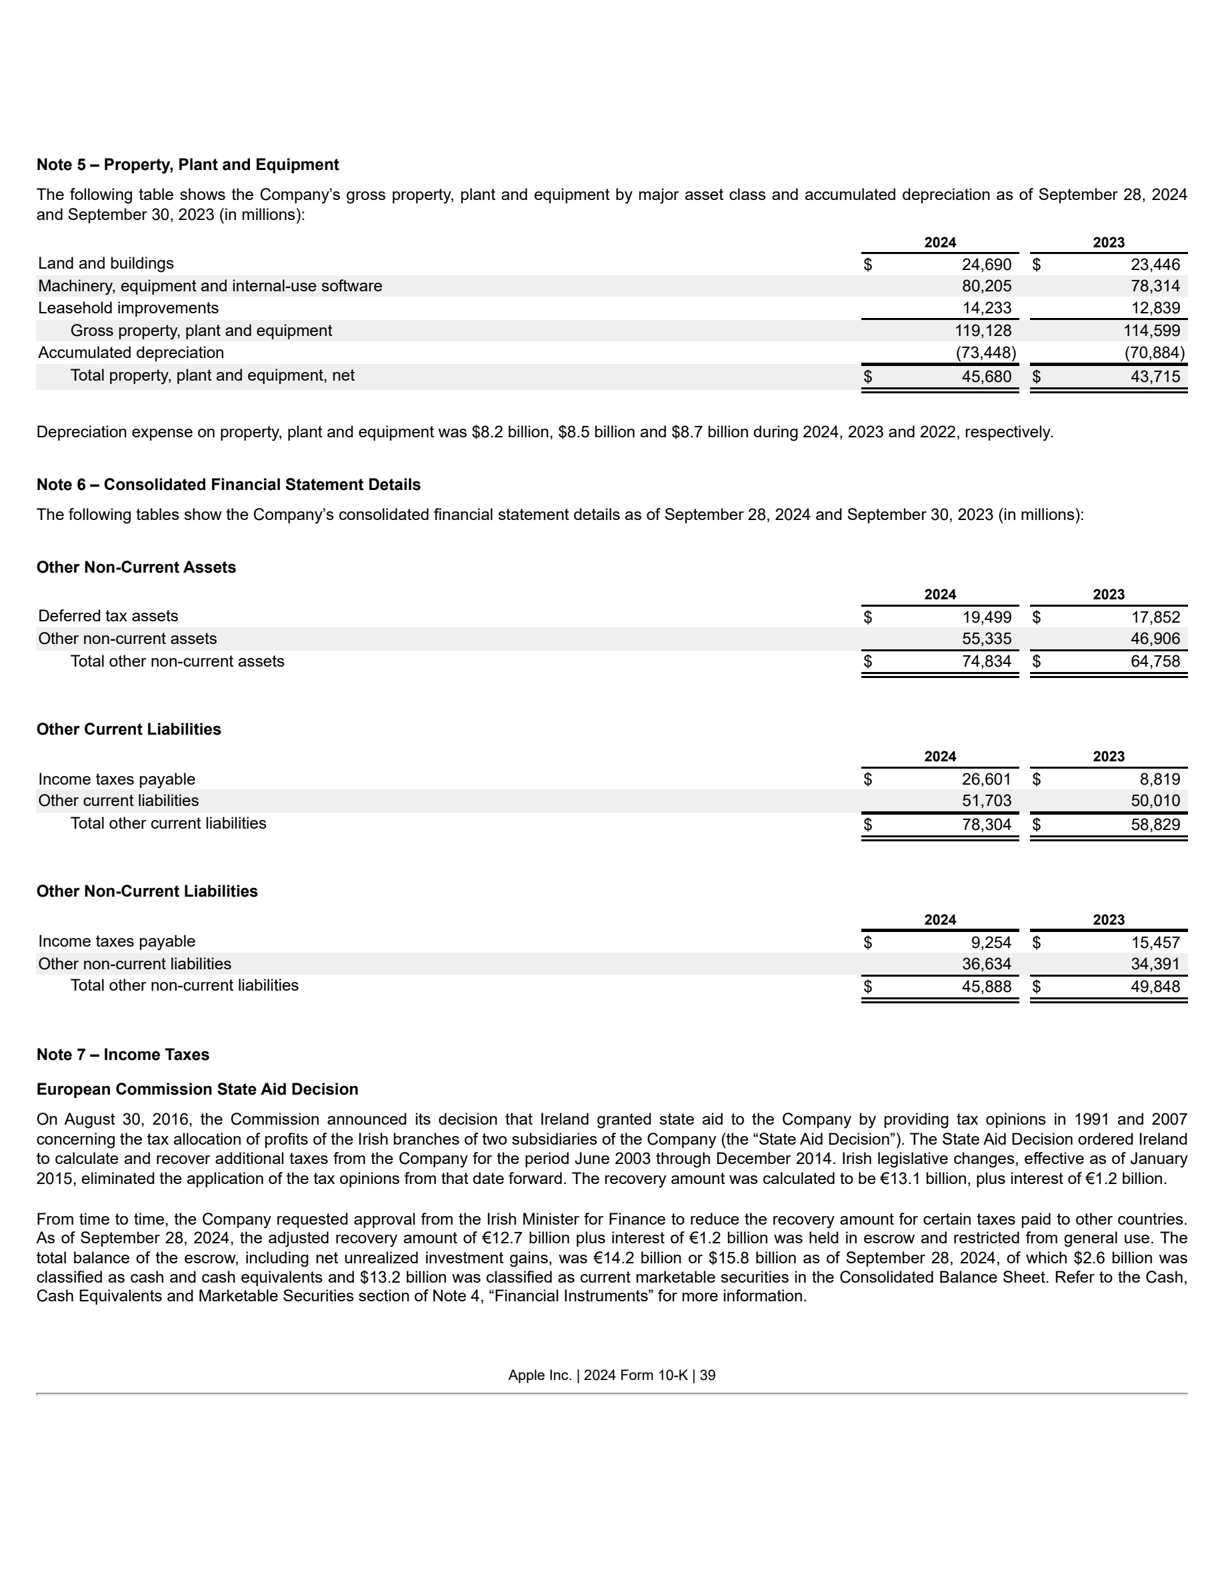 Note 5 – Property, Plant and Equipment
The following table shows the Company’s gross property, plant and equipment by major asset class and accumulated depreciation as of September 28, 2024
and September 30, 2023 (in millions):
2024 2023
Land and buildings $ 24,690 $ 23,446
Machinery, equipment and internal-use software 80,205 78,314
Leasehold improvements 14,233 12,839
Gross property, plant and equipment 119,128 114,599
Accumulated depreciation (73,448) (70,884)
Total property, plant and equipment, net $ 45,680 $ 43,715
Depreciation expense on property, plant and equipment was $8.2 billion, $8.5 billion and $8.7 billion during 2024, 2023 and 2022, respectively.
Note 6 – Consolidated Financial Statement Details
The following tables show the Company’s consolidated financial statement details as of September 28, 2024 and September 30, 2023 (in millions):
Other Non-Current Assets
2024 2023
Deferred tax assets $ 19,499 $ 17,852
Other non-current assets 55,335 46,906
Total other non-current assets $ 74,834 $ 64,758
Other Current Liabilities
2024 2023
Income taxes payable $ 26,601 $ 8,819
Other current liabilities 51,703 50,010
Total other current liabilities $ 78,304 $ 58,829
Other Non-Current Liabilities
2024 2023
Income taxes payable $ 9,254 $ 15,457
Other non-current liabilities 36,634 34,391
Total other non-current liabilities $ 45,888 $ 49,848
Note 7 – Income Taxes
European Commission State Aid Decision
On August 30, 2016, the Commission announced its decision that Ireland granted state aid to the Company by providing tax opinions in 1991 and 2007
concerning the tax allocation of profits of the Irish branches of two subsidiaries of the Company (the “State Aid Decision”). The State Aid Decision ordered Ireland
to calculate and recover additional taxes from the Company for the period June 2003 through December 2014. Irish legislative changes, effective as of January
2015, eliminated the application of the tax opinions from that date forward. The recovery amount was calculated to be €13.1 billion, plus interest of €1.2 billion.
From time to time, the Company requested approval from the Irish Minister for Finance to reduce the recovery amount for certain taxes paid to other countries.
As of September 28, 2024, the adjusted recovery amount of €12.7 billion plus interest of €1.2 billion was held in escrow and restricted from general use. The
total balance of the escrow, including net unrealized investment gains, was €14.2 billion or $15.8 billion as of September 28, 2024, of which $2.6 billion was
classified as cash and cash equivalents and $13.2 billion was classified as current marketable securities in the Consolidated Balance Sheet. Refer to the Cash,
Cash Equivalents and Marketable Securities section of Note 4, “Financial Instruments” for more information.
Apple Inc. | 2024 Form 10-K | 39